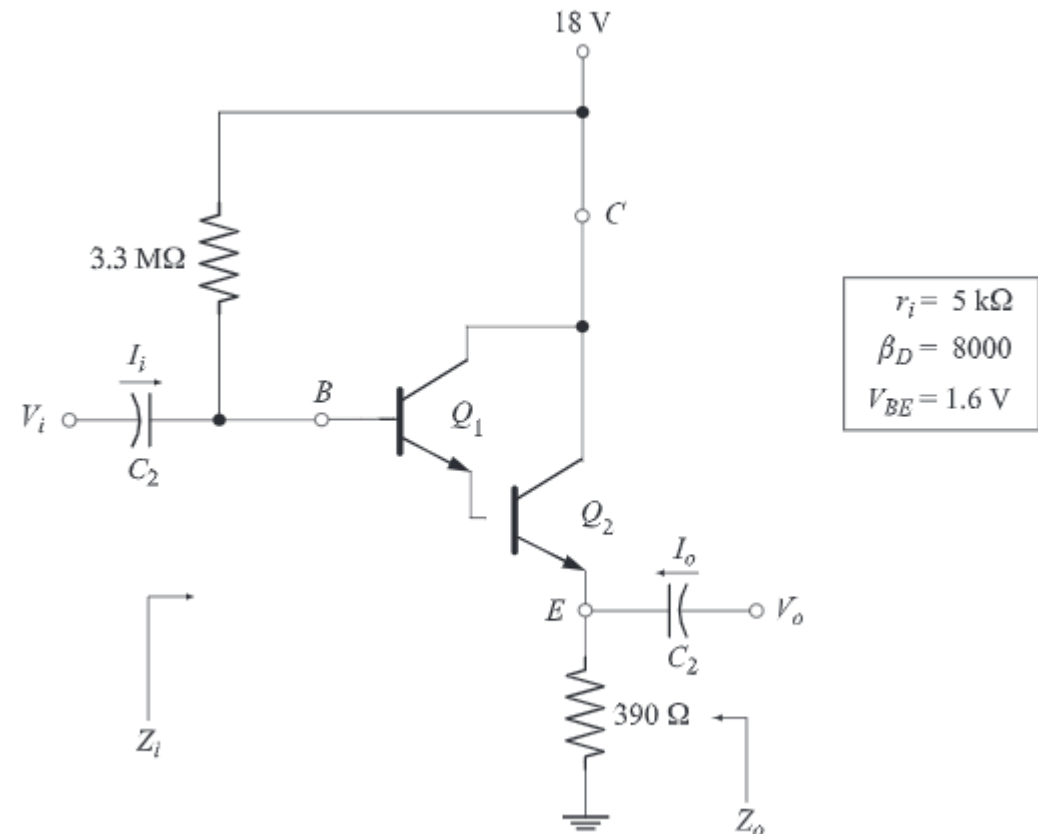 18 V
C
3.3 MΩ
r_i = 5 kΩ
β_D = 8000
V_BE = 1.6 V
I_i
B
V_i
Q_1
C_2
Q_2
I_o
E
V_o
C_2
390 Ω
Z_i
Z_o